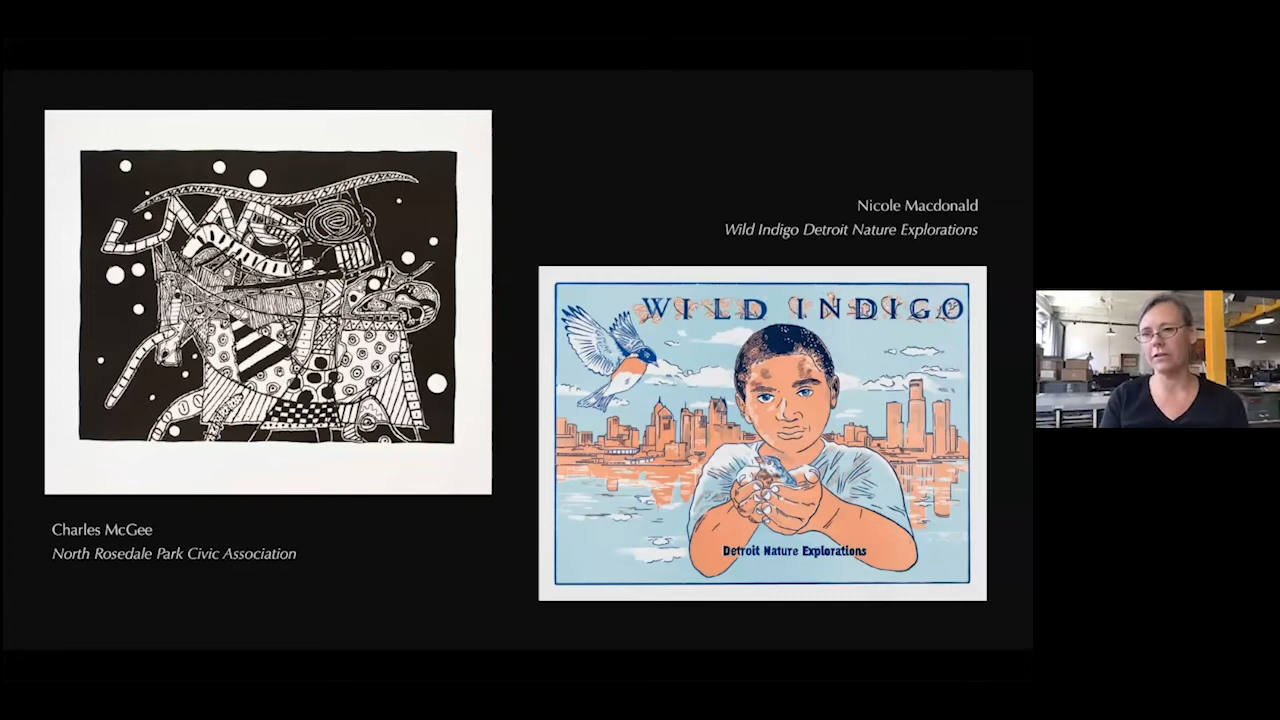 Nicole Macdonald
Wild Indigo Detroit Nature Explorations
WILD INDIGO
Detroit Nature Explorations
Charles McGee
North Rosedale Park Civic Association